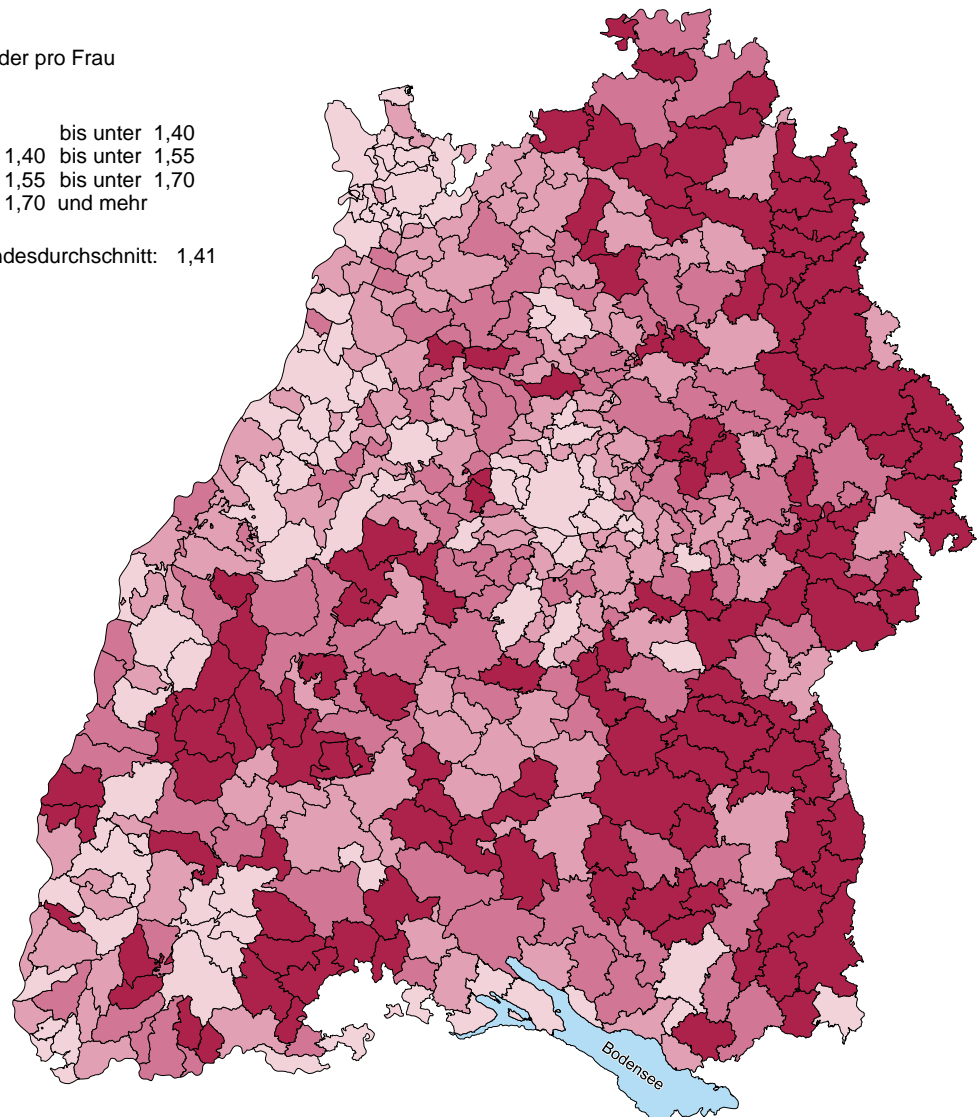 der pro Frau
bis unter 1,40
1,40 bis unter 1,55
1,55 bis unter 1,70
1,70 und mehr
desdurchschnitt: 1,41
Bodensee